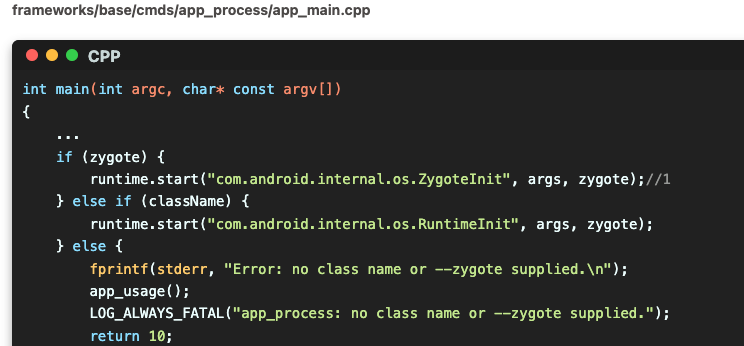 frameworks/base/cmds/app_process/app_main.cpp
CPP
int main(int argc, char* const argv[])
{
    ...
    if (zygote) {
        runtime.start("com.android.internal.os.ZygoteInit", args, zygote);//1
    } else if (className) {
        runtime.start("com.android.internal.os.RuntimeInit", args, zygote);
    } else {
        fprintf(stderr, "Error: no class name or --zygote supplied.\n");
        app_usage();
        LOG_ALWAYS_FATAL("app_process: no class name or --zygote supplied.");
        return 10;